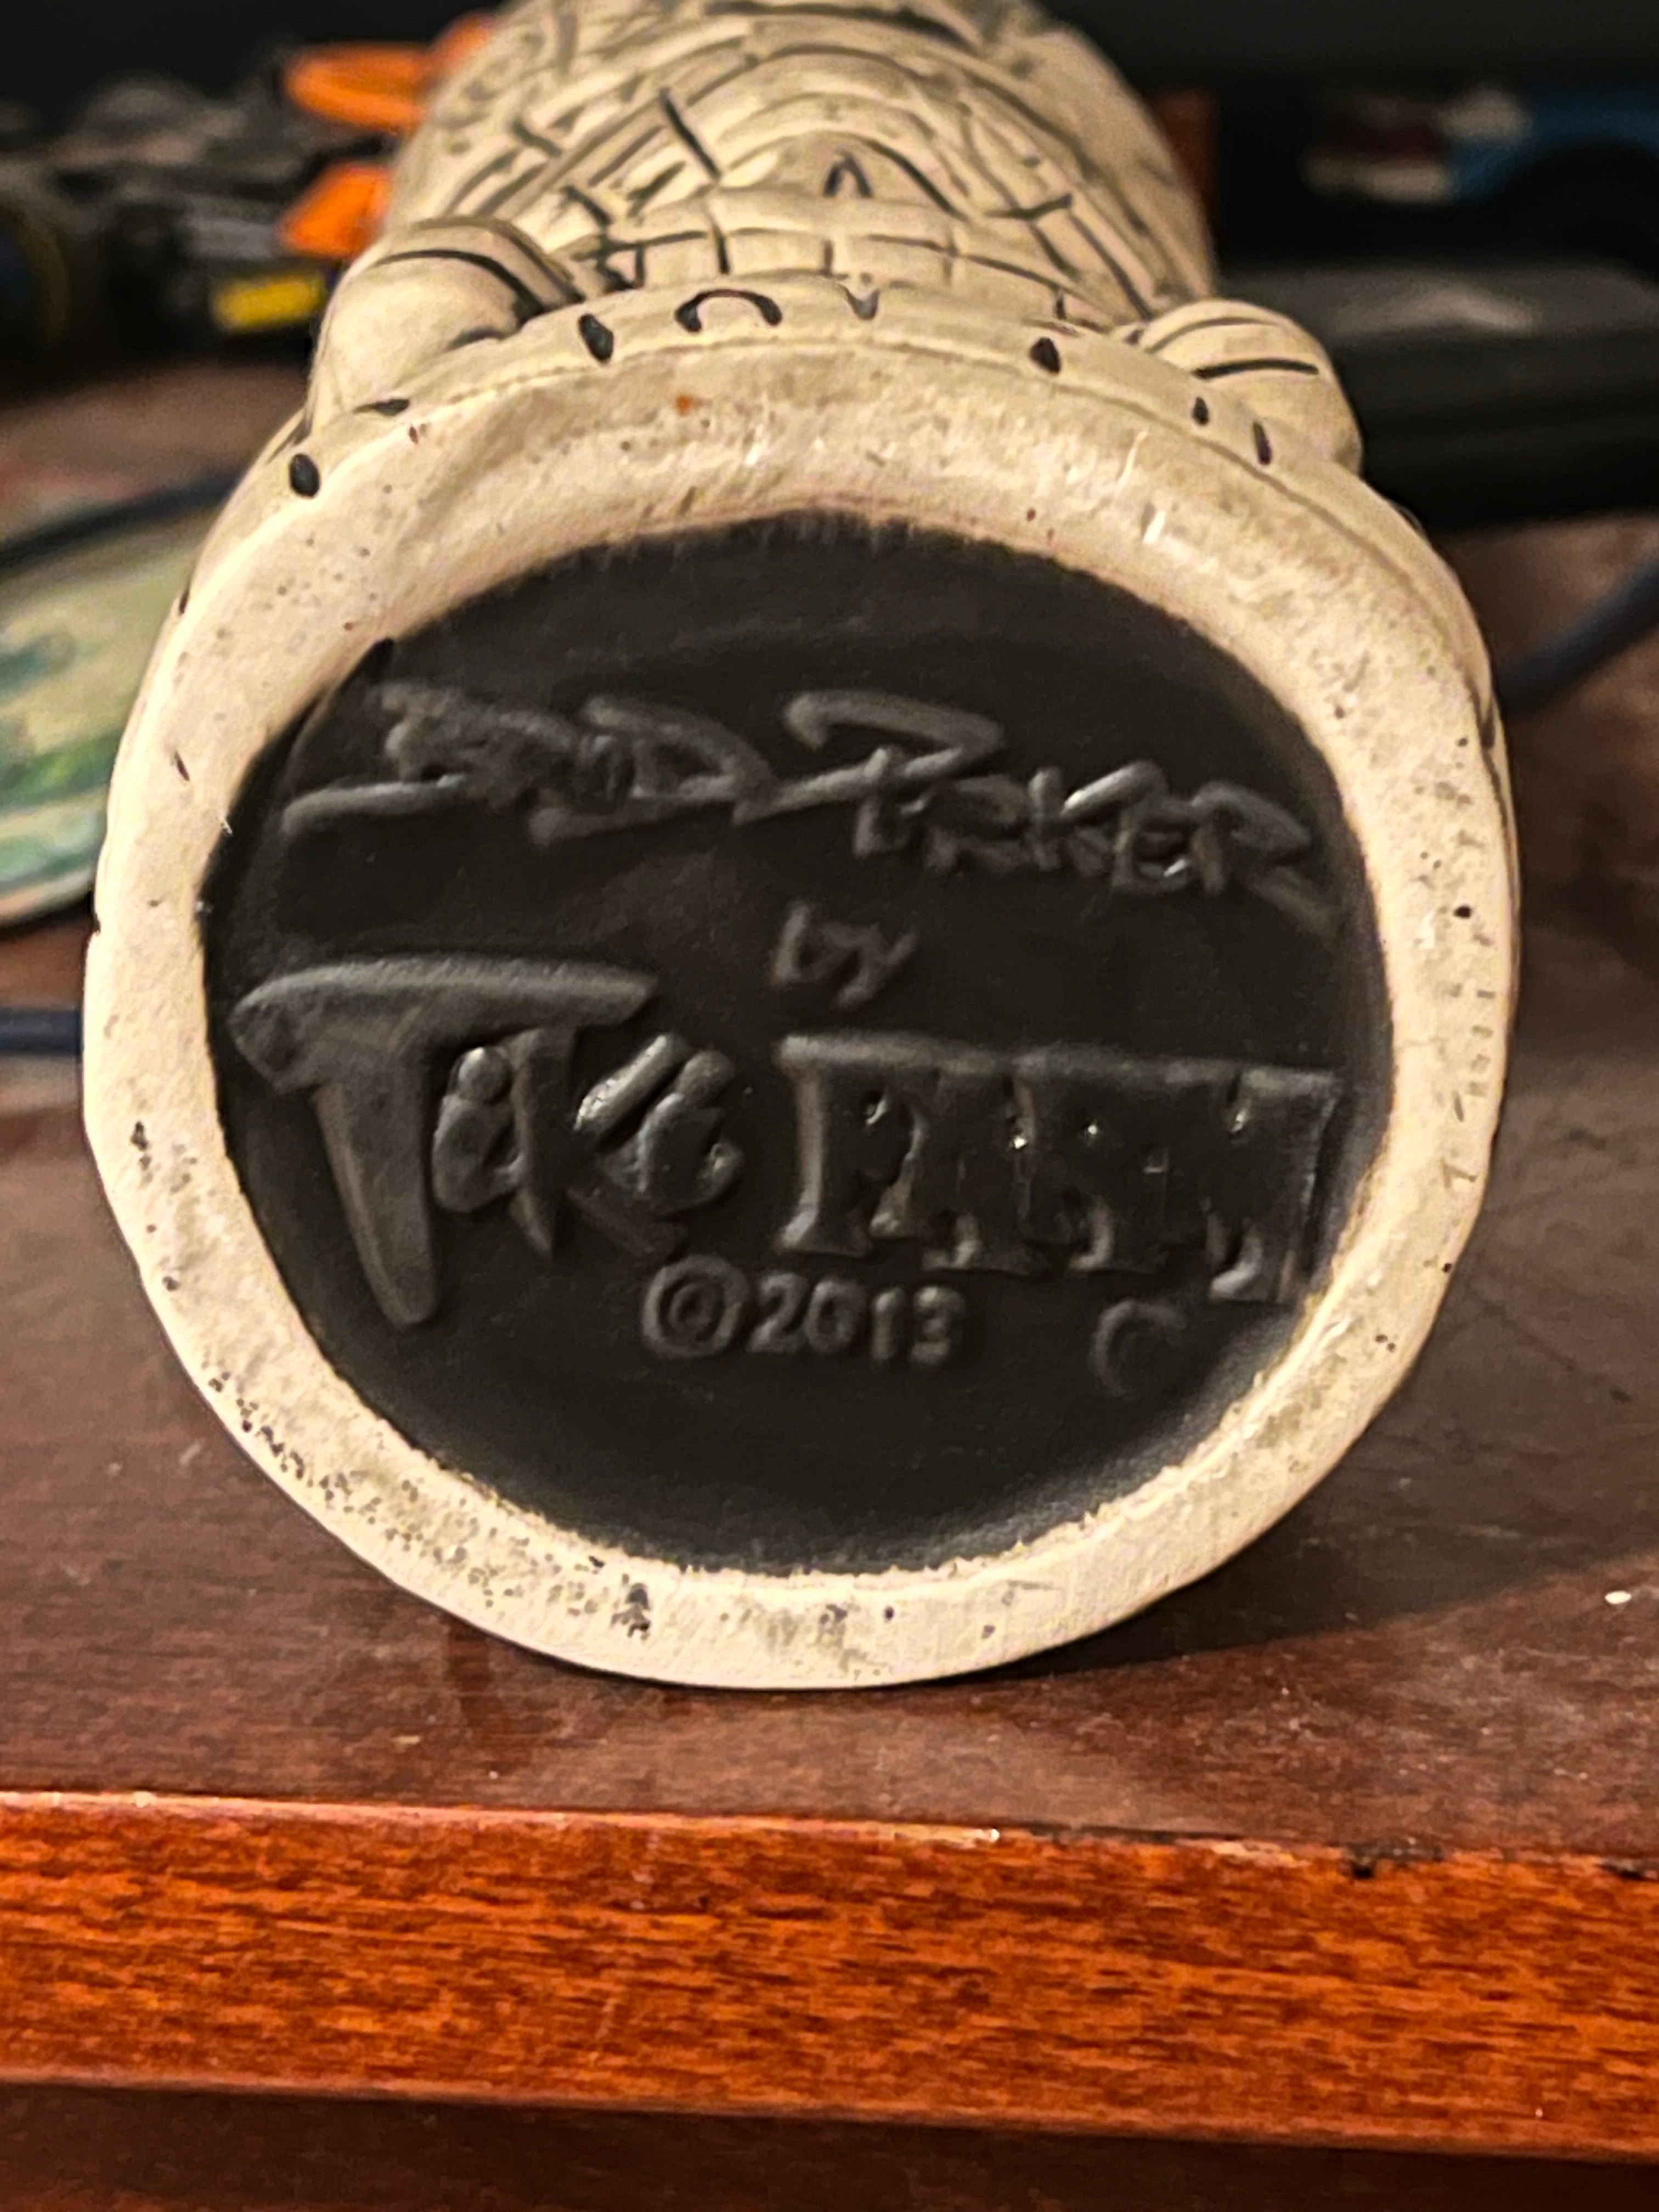 BRAD PARKER
by
Tiki FARM
©2013